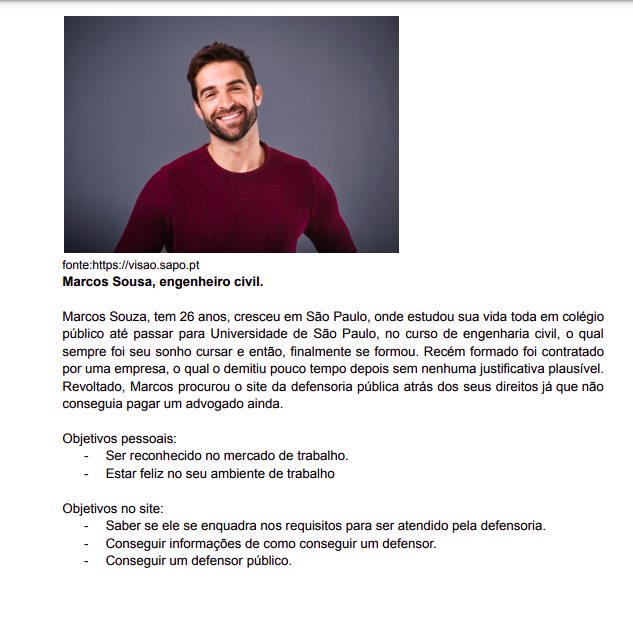 fonte:https://visao.sapo.pt
Marcos Sousa, engenheiro civil.
Marcos Souza, tem 26 anos, cresceu em São Paulo, onde estudou sua vida toda em colégio
público até passar para Universidade de São Paulo, no curso de engenharia civil, o qual
sempre foi seu sonho cursar e então, finalmente se formou. Recém formado foi contratado
por uma empresa, o qual o demitiu pouco tempo depois sem nenhuma justificativa plausível.
Revoltado, Marcos procurou o site da defensoria pública atrás dos seus direitos já que não
conseguia pagar um advogado ainda.
Objetivos pessoais:
- Ser reconhecido no mercado de trabalho.
- Estar feliz no seu ambiente de trabalho
Objetivos no site:
- Saber se ele se enquadra nos requisitos para ser atendido pela defensoria.
- Conseguir informações de como conseguir um defensor.
- Conseguir um defensor público.